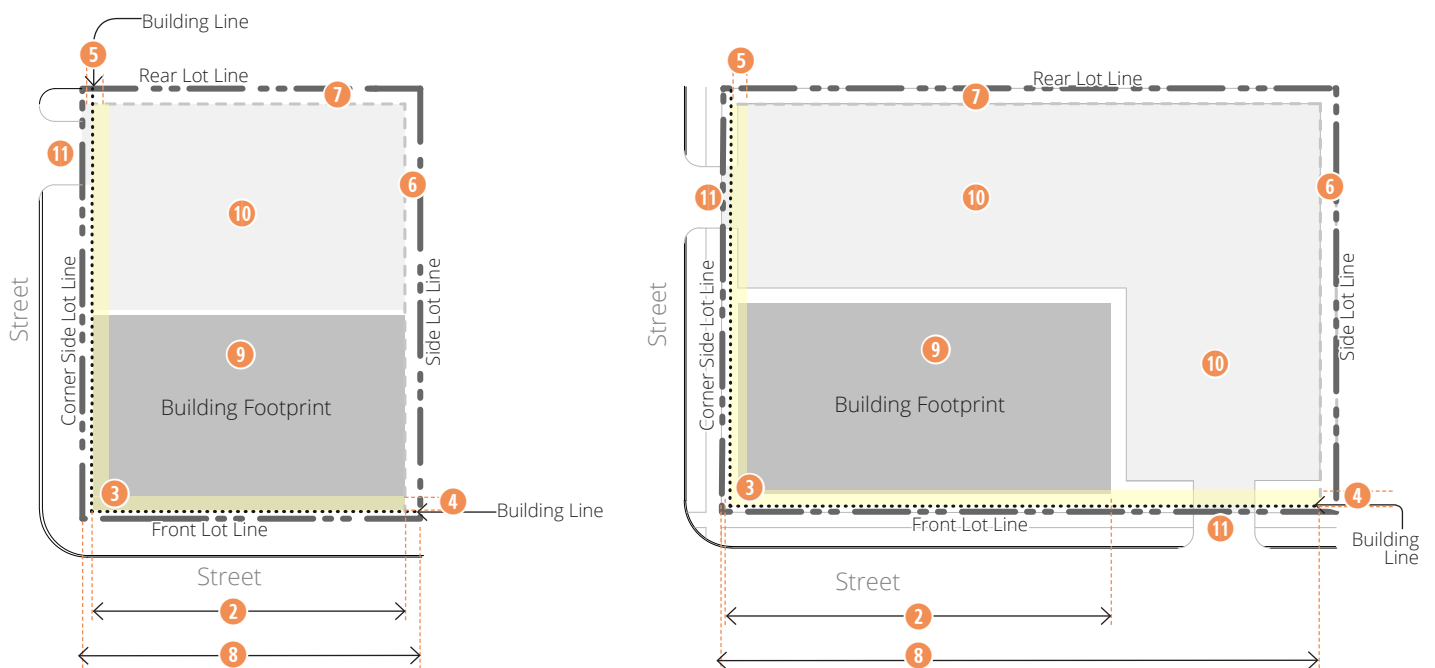 Building Line
5
Rear Lot Line
7
11
6
10
Street
Corner Side Lot Line
Side Lot Line
9
Building Footprint
3
4
Building Line
Front Lot Line
Street
2
8
5
Rear Lot Line
7
11
10
6
Street
Corner Side Lot Line
Side Lot Line
9
10
Building Footprint
3
4
Front Lot Line
11
Building
Line
Street
2
8